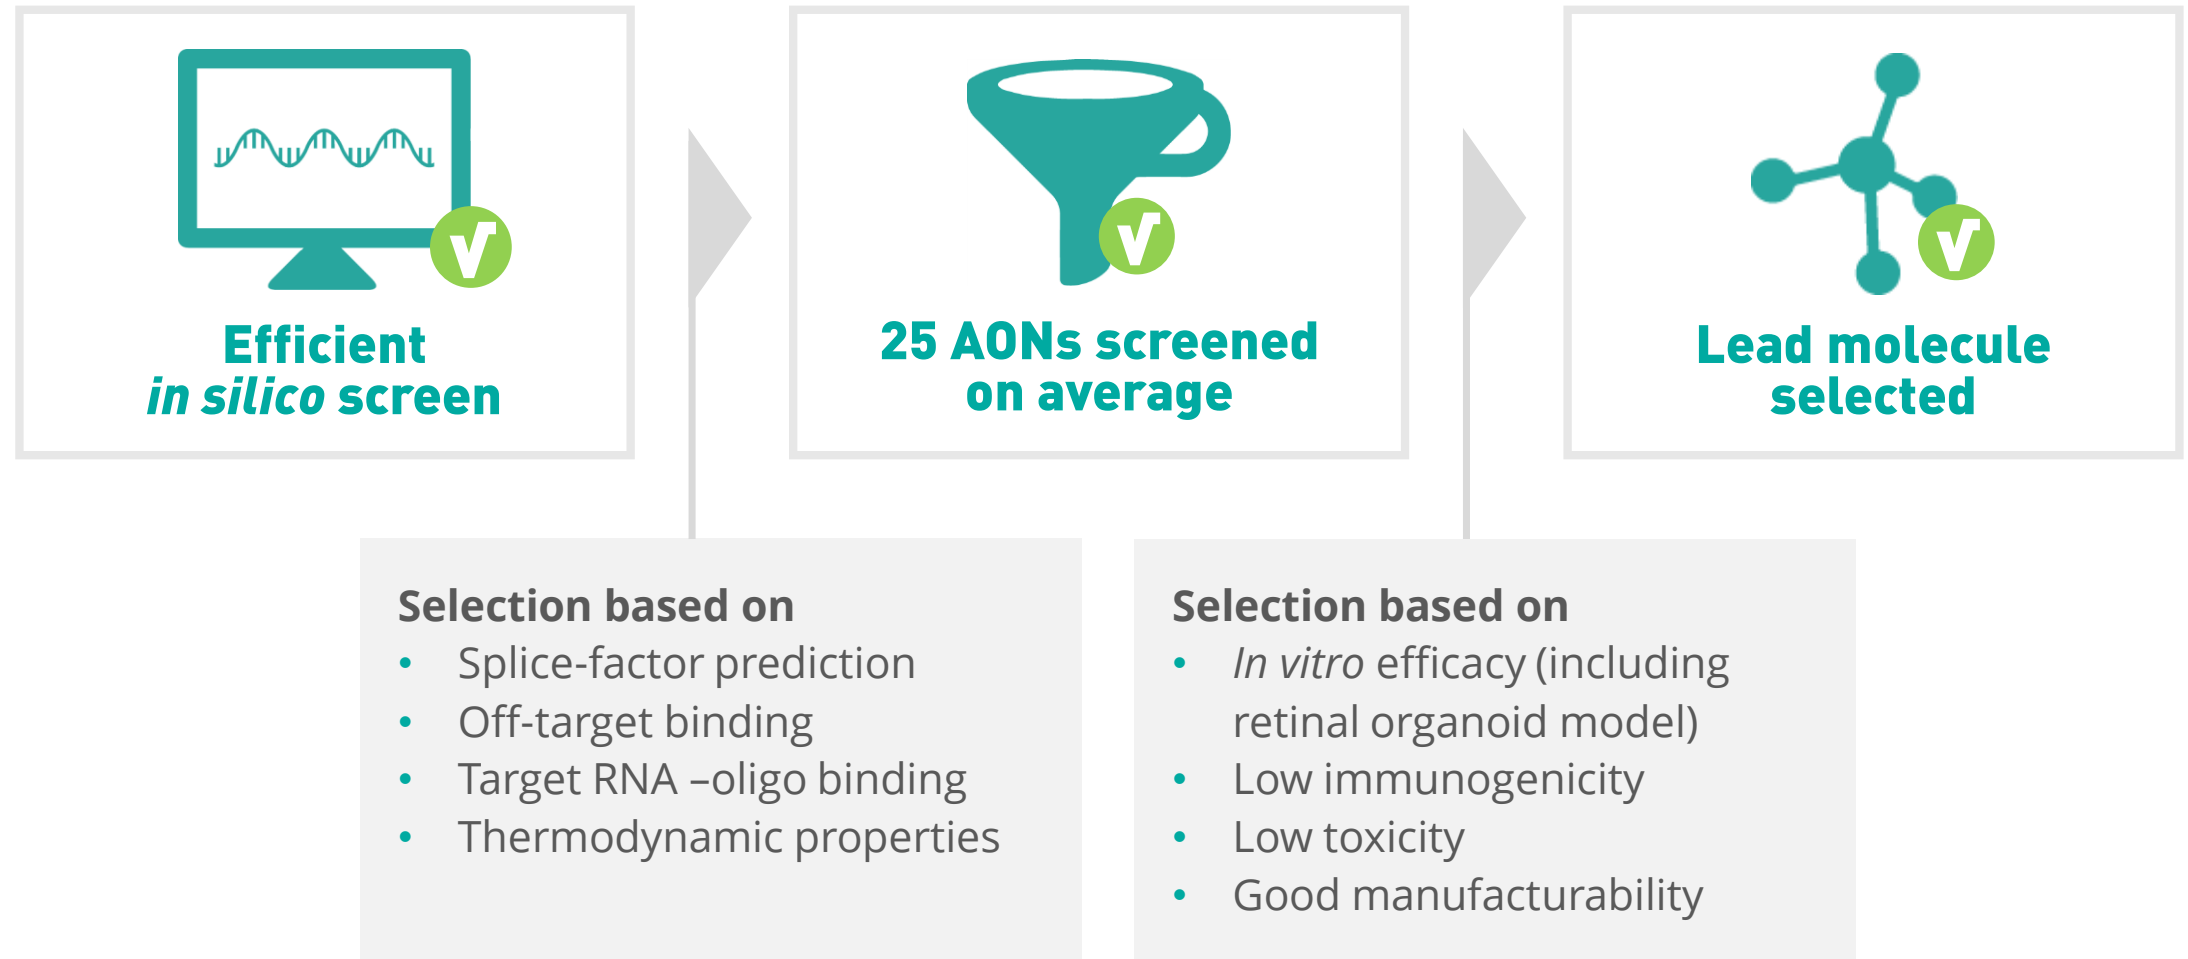 Efficient
in silico screen
25 AONs screened
on average
Lead molecule
selected
Selection based on
• Splice-factor prediction
• Off-target binding
• Target RNA –oligo binding
• Thermodynamic properties
Selection based on
• In vitro efficacy (including
retinal organoid model)
• Low immunogenicity
• Low toxicity
• Good manufacturability